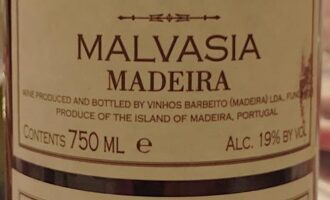 MALVASIA
MADEIRA
WINE PRODUCED AND BOTTLED BY VINHOS BARBEITO (MADEIRA) LDA.,
PRODUCE OF THE ISLAND OF MADEIRA, PORTUGAL
CONTENTS 750 ML e ALC. 19% BY VOL